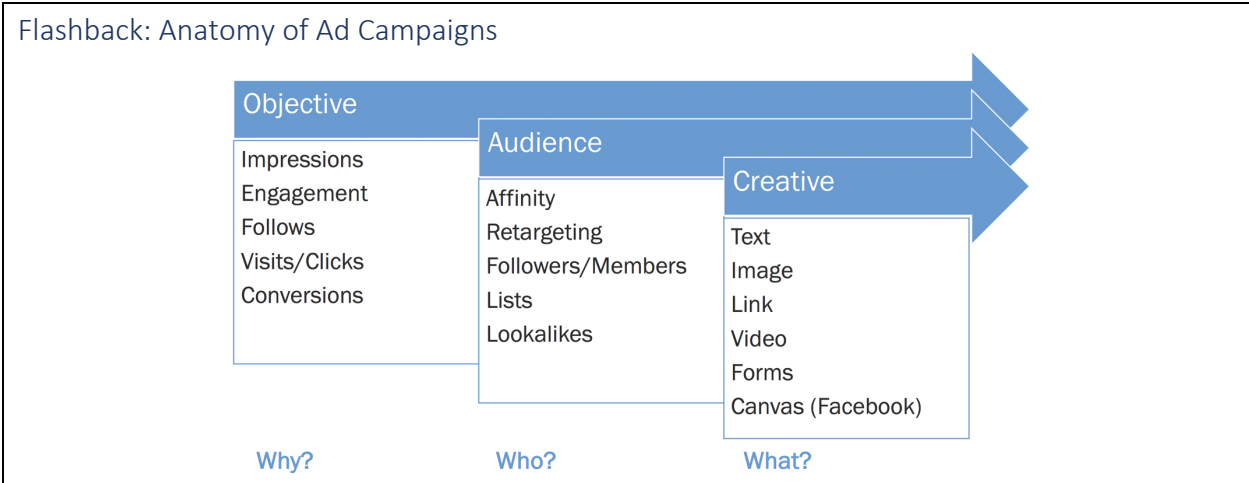 Flashback: Anatomy of Ad Campaigns
Objective
Impressions
Engagement
Follows
Visits/Clicks
Conversions
Audience
Affinity
Retargeting
Followers/Members
Lists
Lookalikes
Creative
Text
Image
Link
Video
Forms
Canvas (Facebook)
Why?
Who?
What?